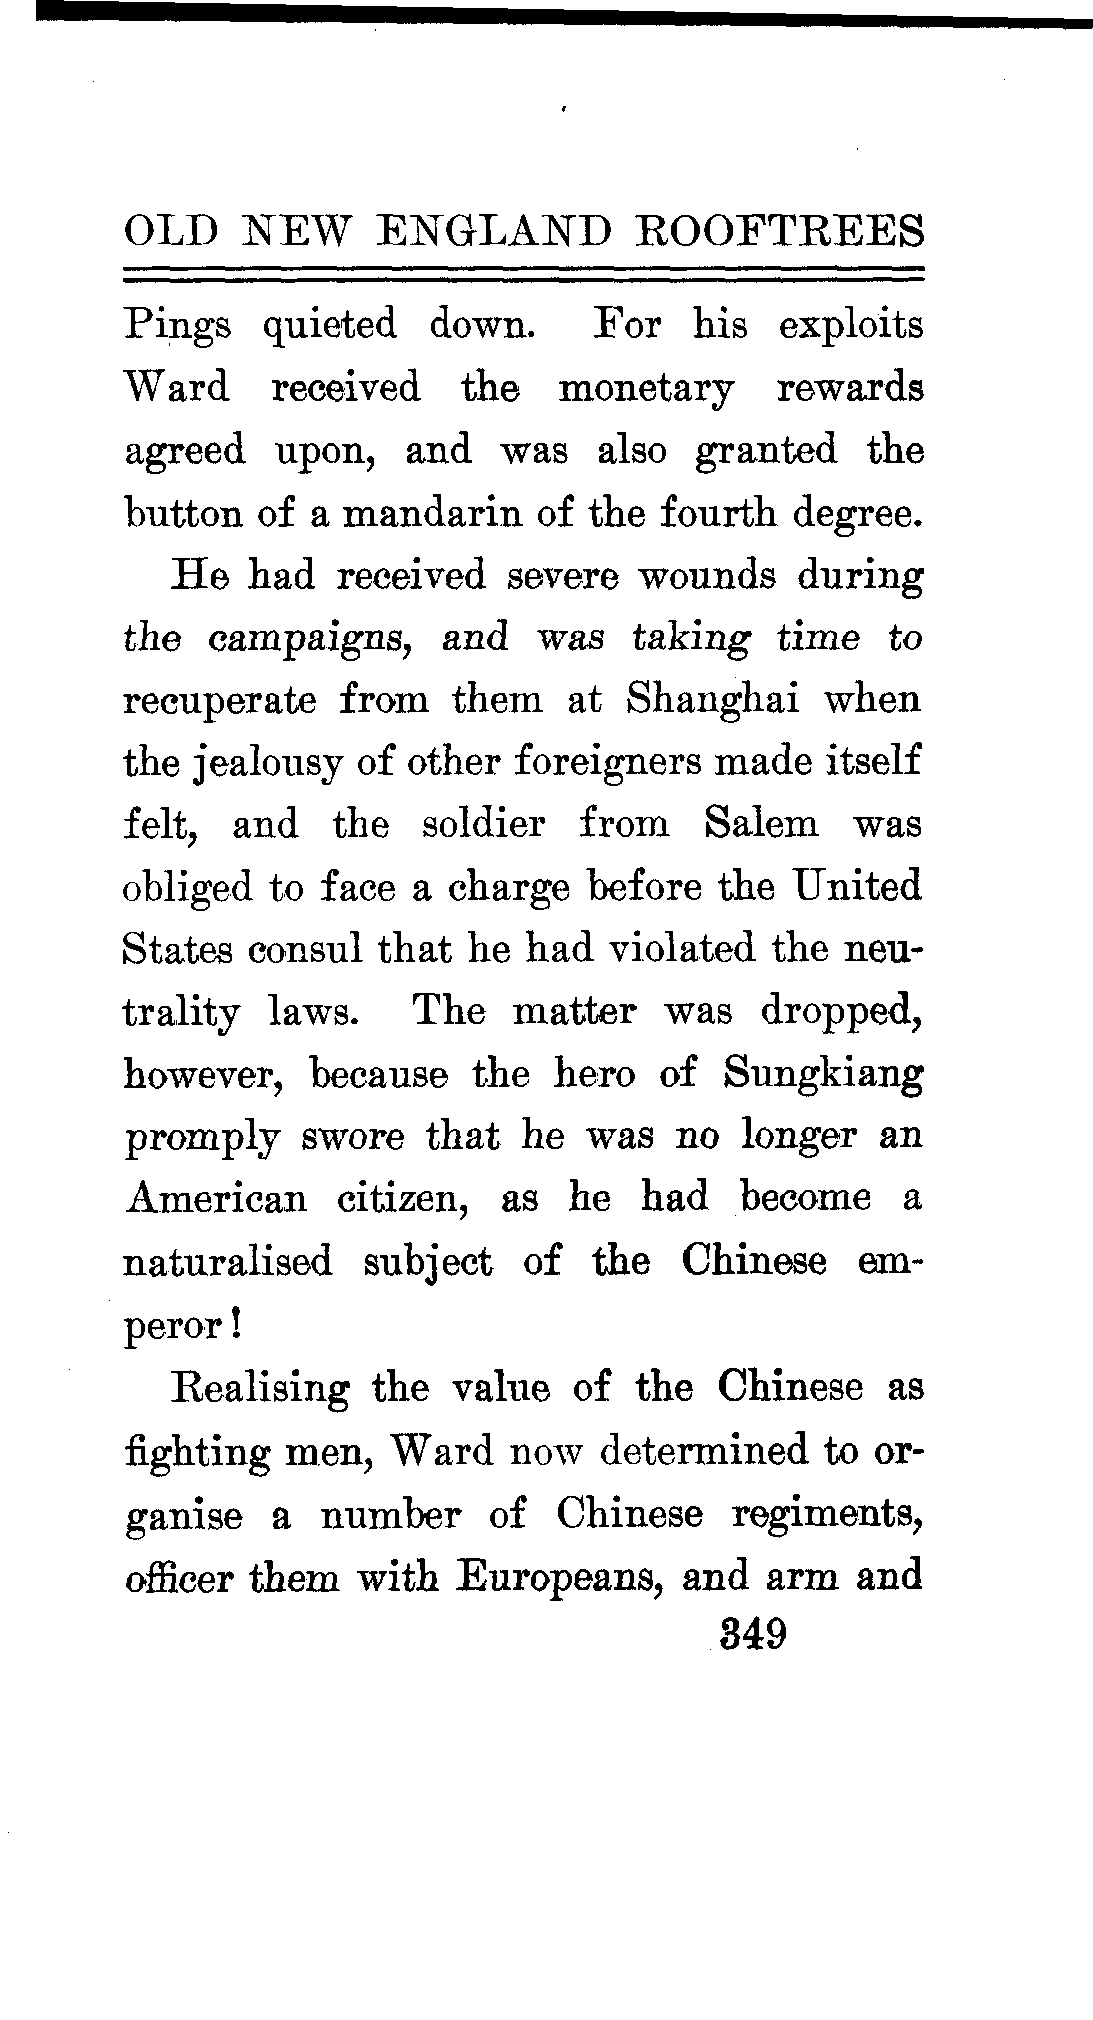 OLD NEW ENGLAND ROOFTREES
Pings quieted down. For his exploits
Ward received the monetary rewards
agreed upon, and was also granted the
button of a mandarin of the fourth degree.
He had received severe wounds during
the campaigns, and was taking time to
recuperate from them at Shanghai when
the jealousy of other foreigners made itself
felt, and the soldier from Salem was
obliged to face a charge before the United
States consul that he had violated the neu-
trality laws. The matter was dropped,
however, because the hero of Sungkiang
promply swore that he was no longer an
American citizen, as he had become a
naturalised subject of the Chinese em-
peror!
Realising the value of the Chinese as
fighting men, Ward now determined to or-
ganise a number of Chinese regiments,
officer them with Europeans, and arm and
349